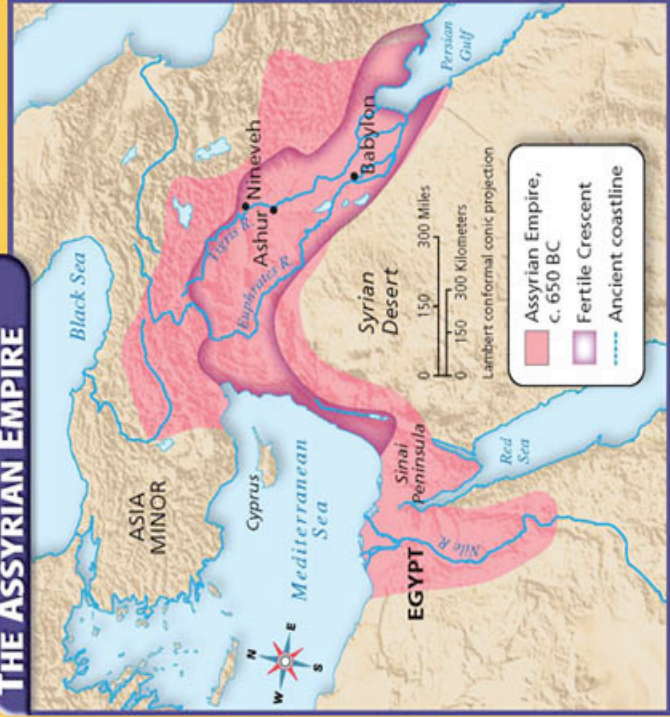 THE ASSYRIAN EMPIRE
Black Sea
ASIA
MINOR
Cyprus
Mediterranean
Sea
N
W
E
S
Nineveh
Tigris R.
Ashur
Euphrates R.
Babylon
Persian
Gulf
Syrian
Desert
Sinai
Peninsula
EGYPT
Nile R.
Red
Sea
0 150 300 Miles
0 150 300 Kilometers
Lambert conformal conic projection
Assyrian Empire,
c. 650 BC
Fertile Crescent
Ancient coastline